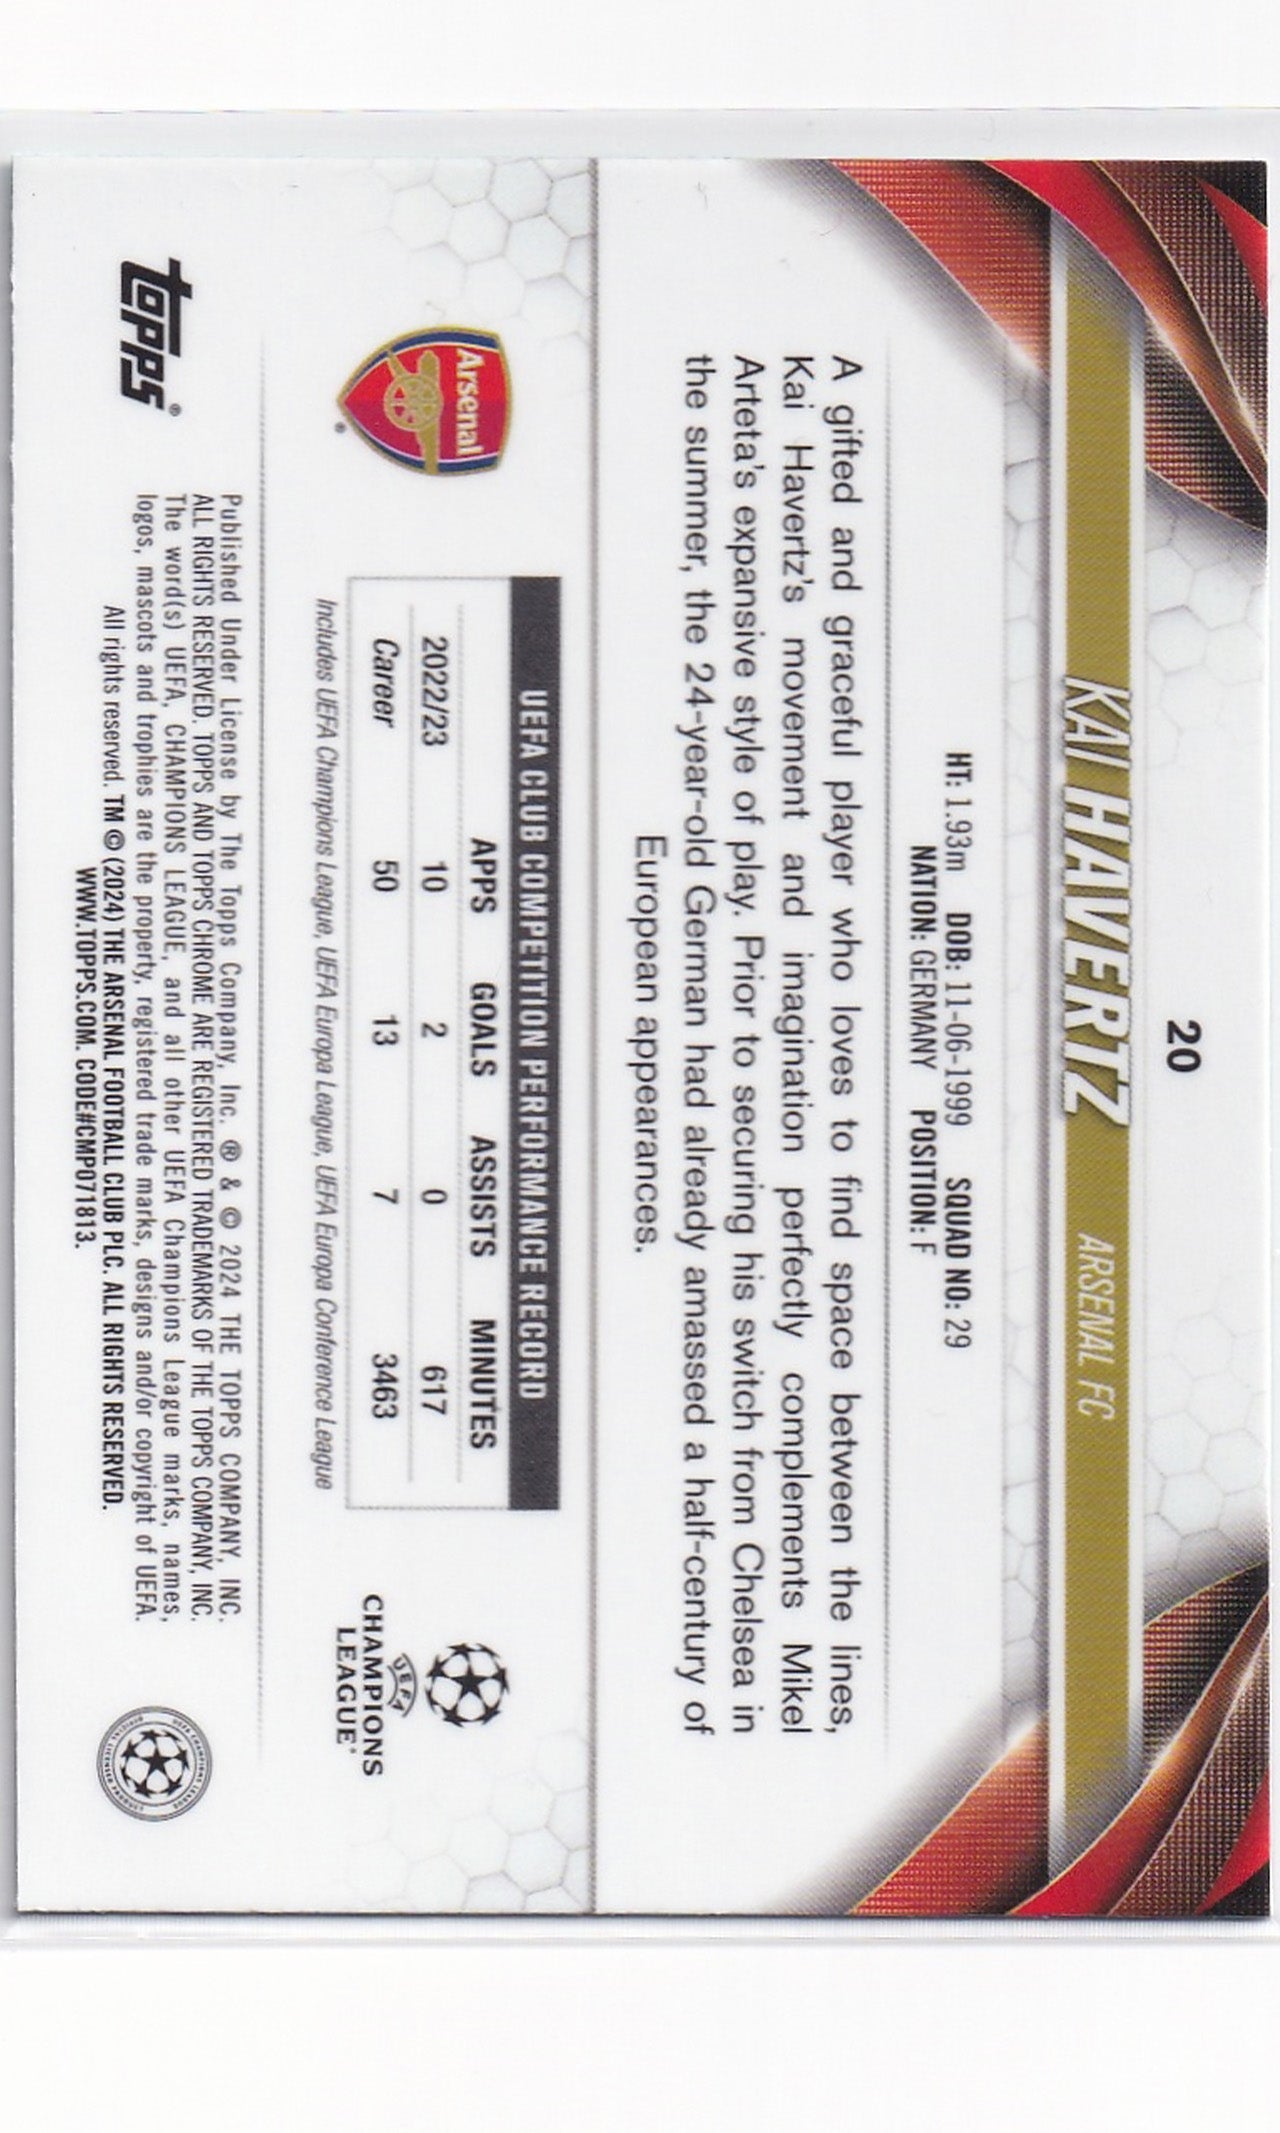 20
KAI HAVERTZ ARSENAL FC
HT: 1.93m DOB: 11-06-1999 SQUAD NO: 29
NATION: GERMANY POSITION: F
A gifted and graceful player who loves to find space between the lines,
Kai Havertz's movement and imagination perfectly complements Mikel
Arteta's expansive style of play. Prior to securing his switch from Chelsea in
the summer, the 24-year-old German had already amassed a half-century of
European appearances.
Arsenal
®
UEFA CLUB COMPETITION PERFORMANCE RECORD
APPS GOALS ASSISTS MINUTES
2022/23 10 2 0 617
Career 50 13 7 3463
Includes UEFA Champions League, UEFA Europa League, UEFA Europa Conference League
UEFA
CHAMPIONS
LEAGUE®
topps®
Published Under License by The Topps Company, Inc. ® & © 2024 THE TOPPS COMPANY, INC.
ALL RIGHTS RESERVED. TOPPS AND TOPPS CHROME ARE REGISTERED TRADEMARKS OF THE TOPPS COMPANY, INC.
The word(s) UEFA, CHAMPIONS LEAGUE, and all other UEFA Champions League marks, names,
logos, mascots and trophies are the property, registered trade marks, designs and/or copyright of UEFA.
All rights reserved. TM © (2024) THE ARSENAL FOOTBALL CLUB PLC. ALL RIGHTS RESERVED.
WWW.TOPPS.COM. CODE#CMP071813.
UEFA CHAMPIONS LEAGUE
OFFICIAL LICENSED PRODUCT